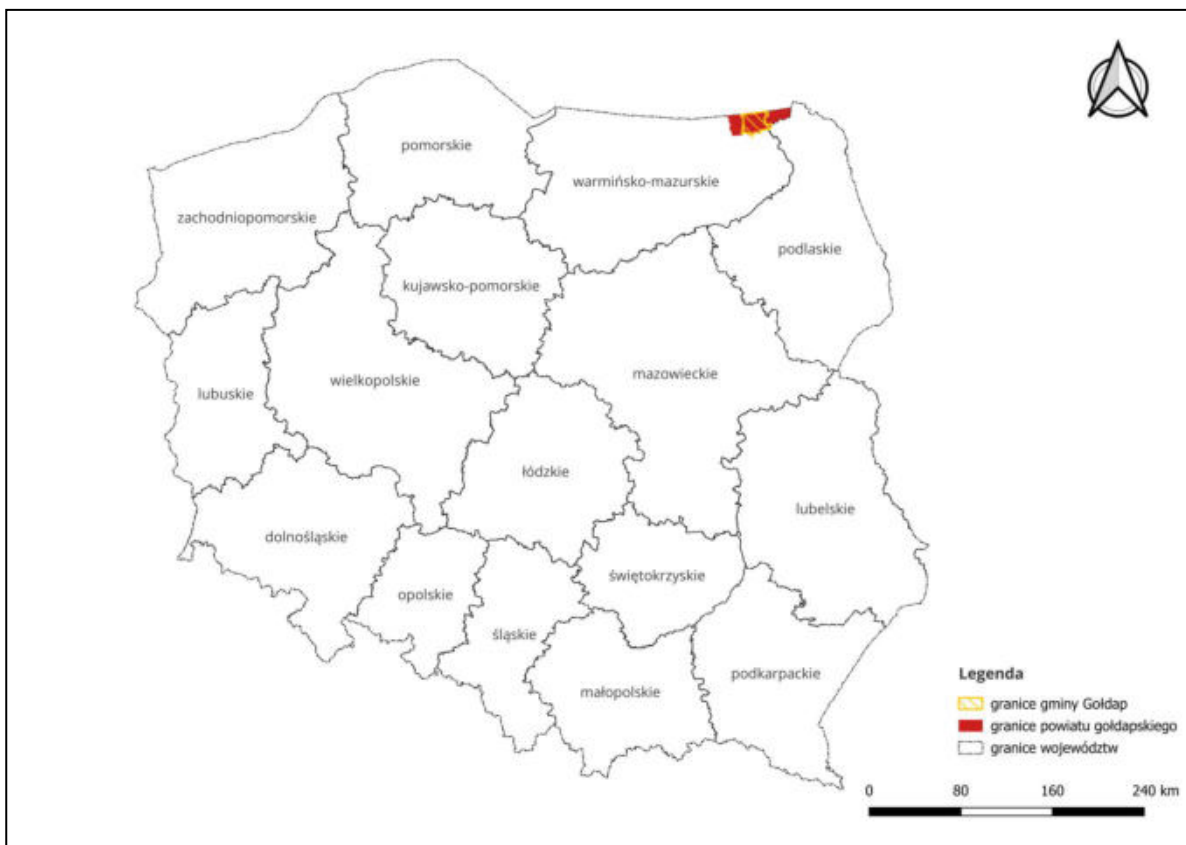 pomorskie
warmińsko-mazurskie
zachodniopomorskie
podlaskie
kujawsko-pomorskie
wielkopolskie
mazowieckie
lubuskie
łódzkie
lubelskie
dolnośląskie
świętokrzyskie
opolskie
śląskie
podkarpackie
małopolskie
Legenda
granice gminy Gołdap
granice powiatu gołdapskiego
granice województw
0 80 160 240 km